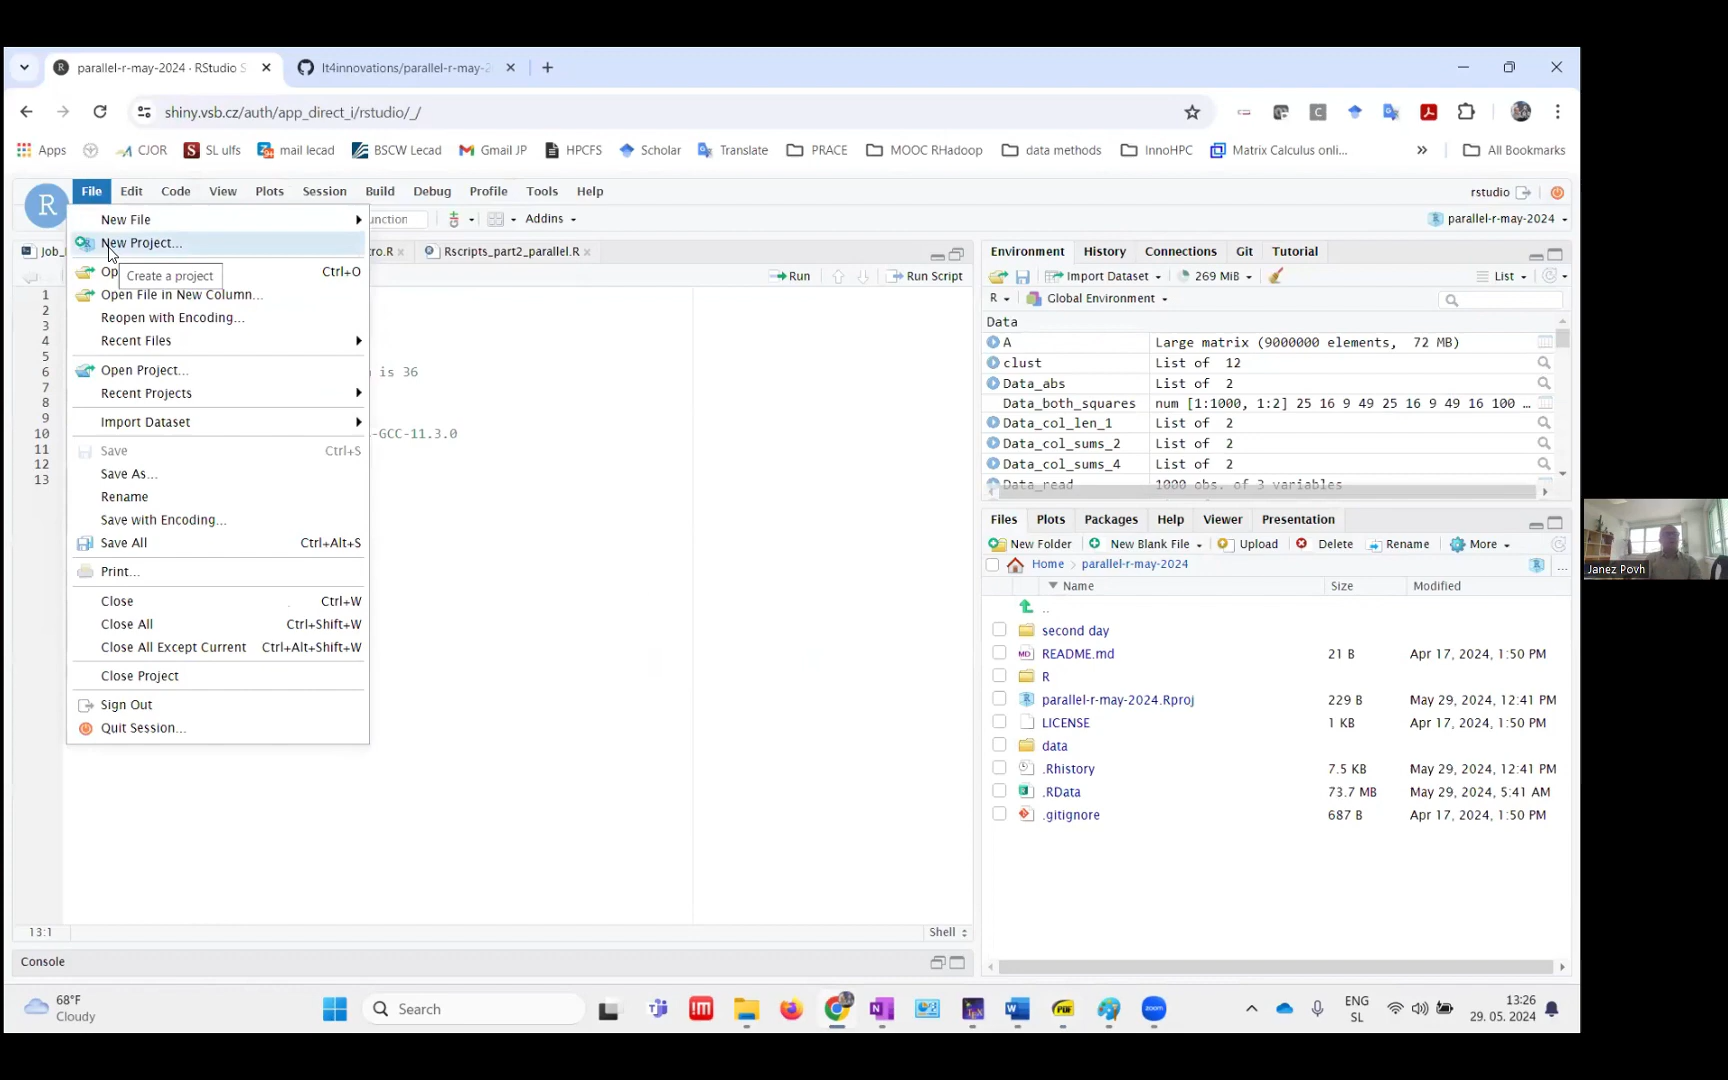 parallel-r-may-2024 · RStudio S
It4innovations/parallel-r-may-2
shiny.vsb.cz/auth/app_direct_i/rstudio/_/
Apps
CJOR
SL ulfs
mail lecad
BSCW Lecad
Gmail JP
HPCFS
Scholar
Translate
PRACE
MOOC RHadoop
data methods
InnoHPC
Matrix Calculus onli...
»
All Bookmarks
R
File Edit Code View Plots Session Build Debug Profile Tools Help
rstudio
unction
Addins
parallel-r-may-2024
Job_
ro.R
Rscripts_part2_parallel.R
Run
Run Script
1
2
3
4
5
6
7
8
9
10
11
12
13
is 36
-GCC-11.3.0
New File
New Project...
Create a project
Op
Ctrl+O
Open File in New Column...
Reopen with Encoding...
Recent Files
Open Project...
Recent Projects
Import Dataset
Save Ctrl+S
Save As...
Rename
Save with Encoding...
Save All Ctrl+Alt+S
Print...
Close Ctrl+W
Close All Ctrl+Shift+W
Close All Except Current Ctrl+Alt+Shift+W
Close Project
Sign Out
Quit Session...
13:1
Shell
Console
Environment History Connections Git Tutorial
Import Dataset
269 MiB
List
R
Global Environment
Data
A Large matrix (9000000 elements, 72 MB)
clust List of 12
Data_abs List of 2
Data_both_squares num [1:1000, 1:2] 25 16 9 49 25 16 9 49 16 100 ...
Data_col_len_1 List of 2
Data_col_sums_2 List of 2
Data_col_sums_4 List of 2
Data_read 1000 obs. of 3 variables
Files Plots Packages Help Viewer Presentation
New Folder New Blank File Upload Delete Rename More
Home parallel-r-may-2024 ...
Name Size Modified
..
second day
README.md 21 B Apr 17, 2024, 1:50 PM
R
parallel-r-may-2024.Rproj 229 B May 29, 2024, 12:41 PM
LICENSE 1 KB Apr 17, 2024, 1:50 PM
data
.Rhistory 7.5 KB May 29, 2024, 12:41 PM
.RData 73.7 MB May 29, 2024, 5:41 AM
.gitignore 687 B Apr 17, 2024, 1:50 PM
Janez Povh
68°F
Cloudy
Search
ENG
SL
13:26
29. 05. 2024